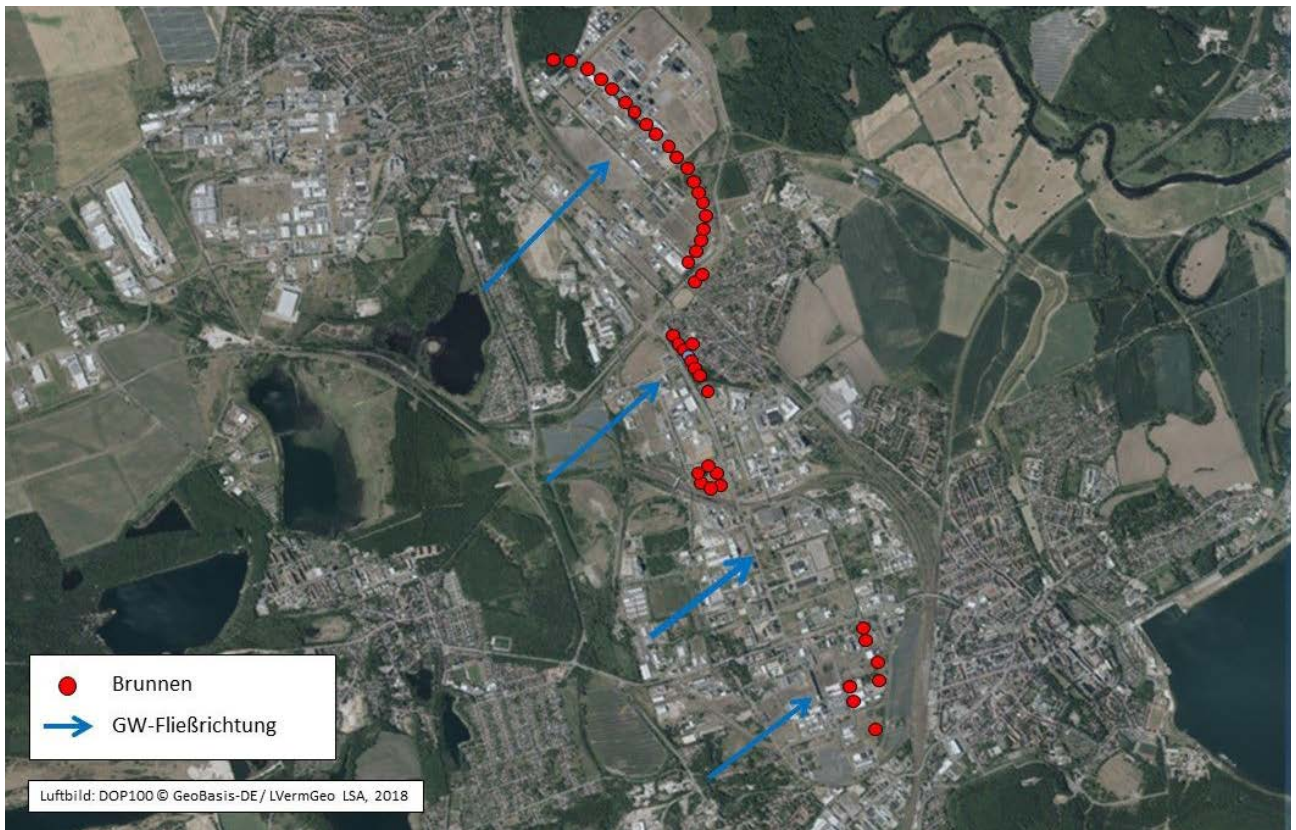 Brunnen
GW-Fließrichtung
Luftbild: DOP100 © GeoBasis-DE / LVermGeo LSA, 2018